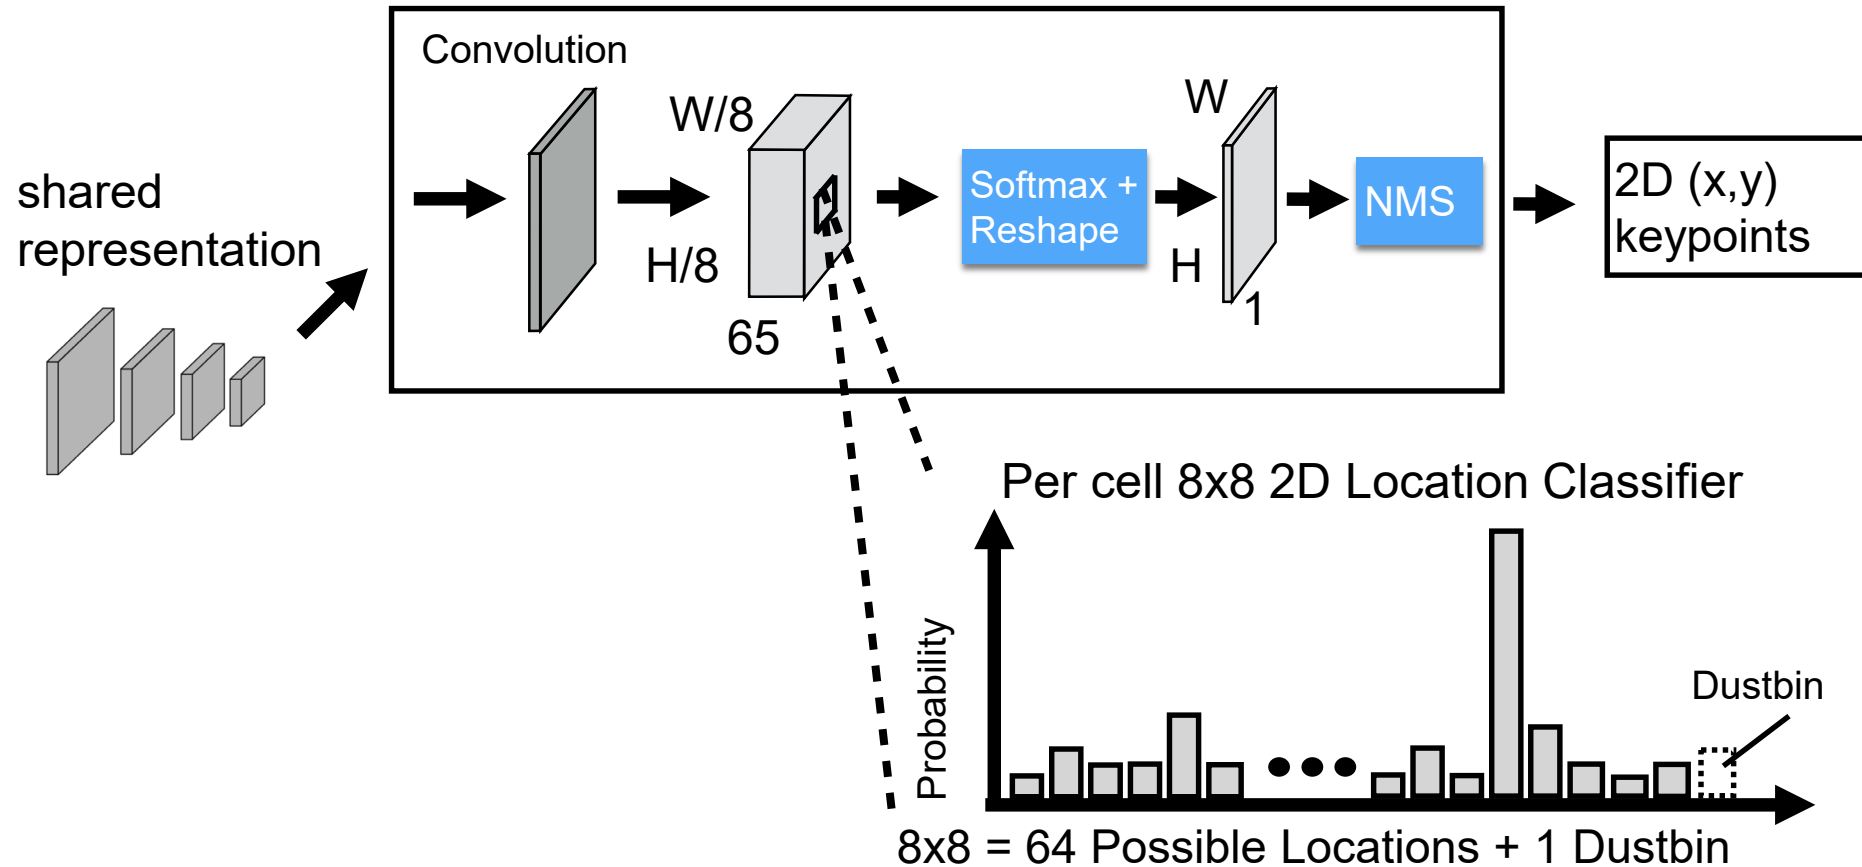 Convolution
shared
representation
W/8
H/8
65
Softmax +
Reshape
W
H
1
NMS
2D (x,y)
keypoints
Per cell 8x8 2D Location Classifier
Probability
Dustbin
8x8 = 64 Possible Locations + 1 Dustbin